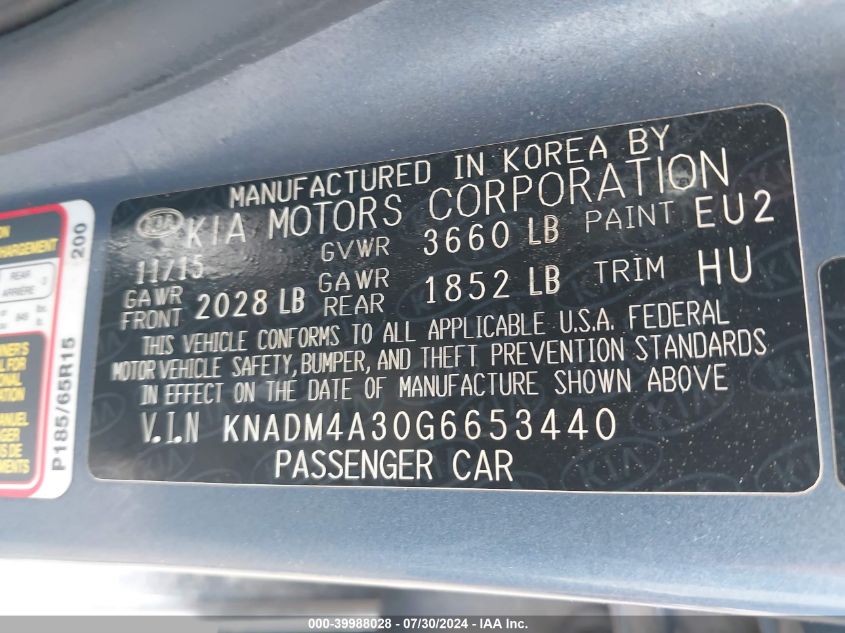 MANUFACTURED IN KOREA BY
KIA KIA MOTORS CORPORATION
11/15 GVWR 3660 LB PAINT EU2
GAWR FRONT 2028 LB GAWR REAR 1852 LB TRIM HU
THIS VEHICLE CONFORMS TO ALL APPLICABLE U.S.A. FEDERAL
MOTOR VEHICLE SAFETY, BUMPER, AND THEFT PREVENTION STANDARDS
IN EFFECT ON THE DATE OF MANUFACTURE SHOWN ABOVE
V.I.N KNADM4A30G6653440
PASSENGER CAR
REAR
ARRIERE
200
P185/65R15
000-39988028 - 07/30/2024 - IAA Inc.